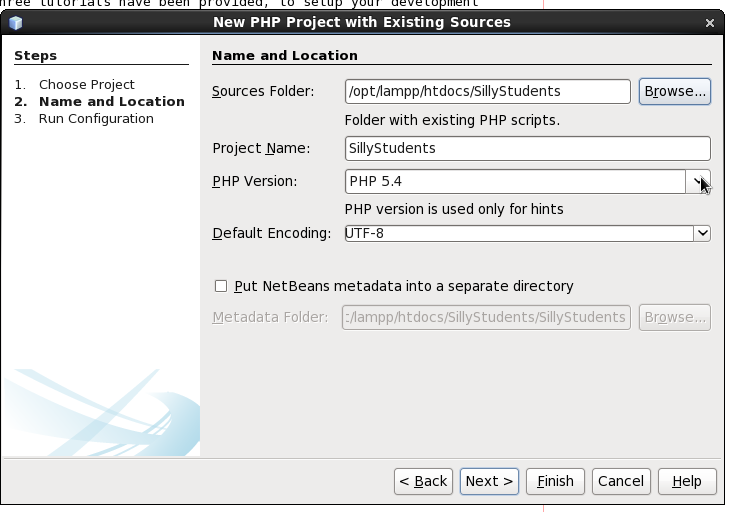 three tutorials have been provided, to setup your development
New PHP Project with Existing Sources
Steps
1. Choose Project
2. Name and Location
3. Run Configuration
Name and Location
Sources Folder: /opt/lampp/htdocs/SillyStudents Browse...
Folder with existing PHP scripts.
Project Name: SillyStudents
PHP Version: PHP 5.4
PHP version is used only for hints
Default Encoding: UTF-8
Put NetBeans metadata into a separate directory
Metadata Folder: :/lampp/htdocs/SillyStudents/SillyStudents Browse...
< Back Next > Finish Cancel Help